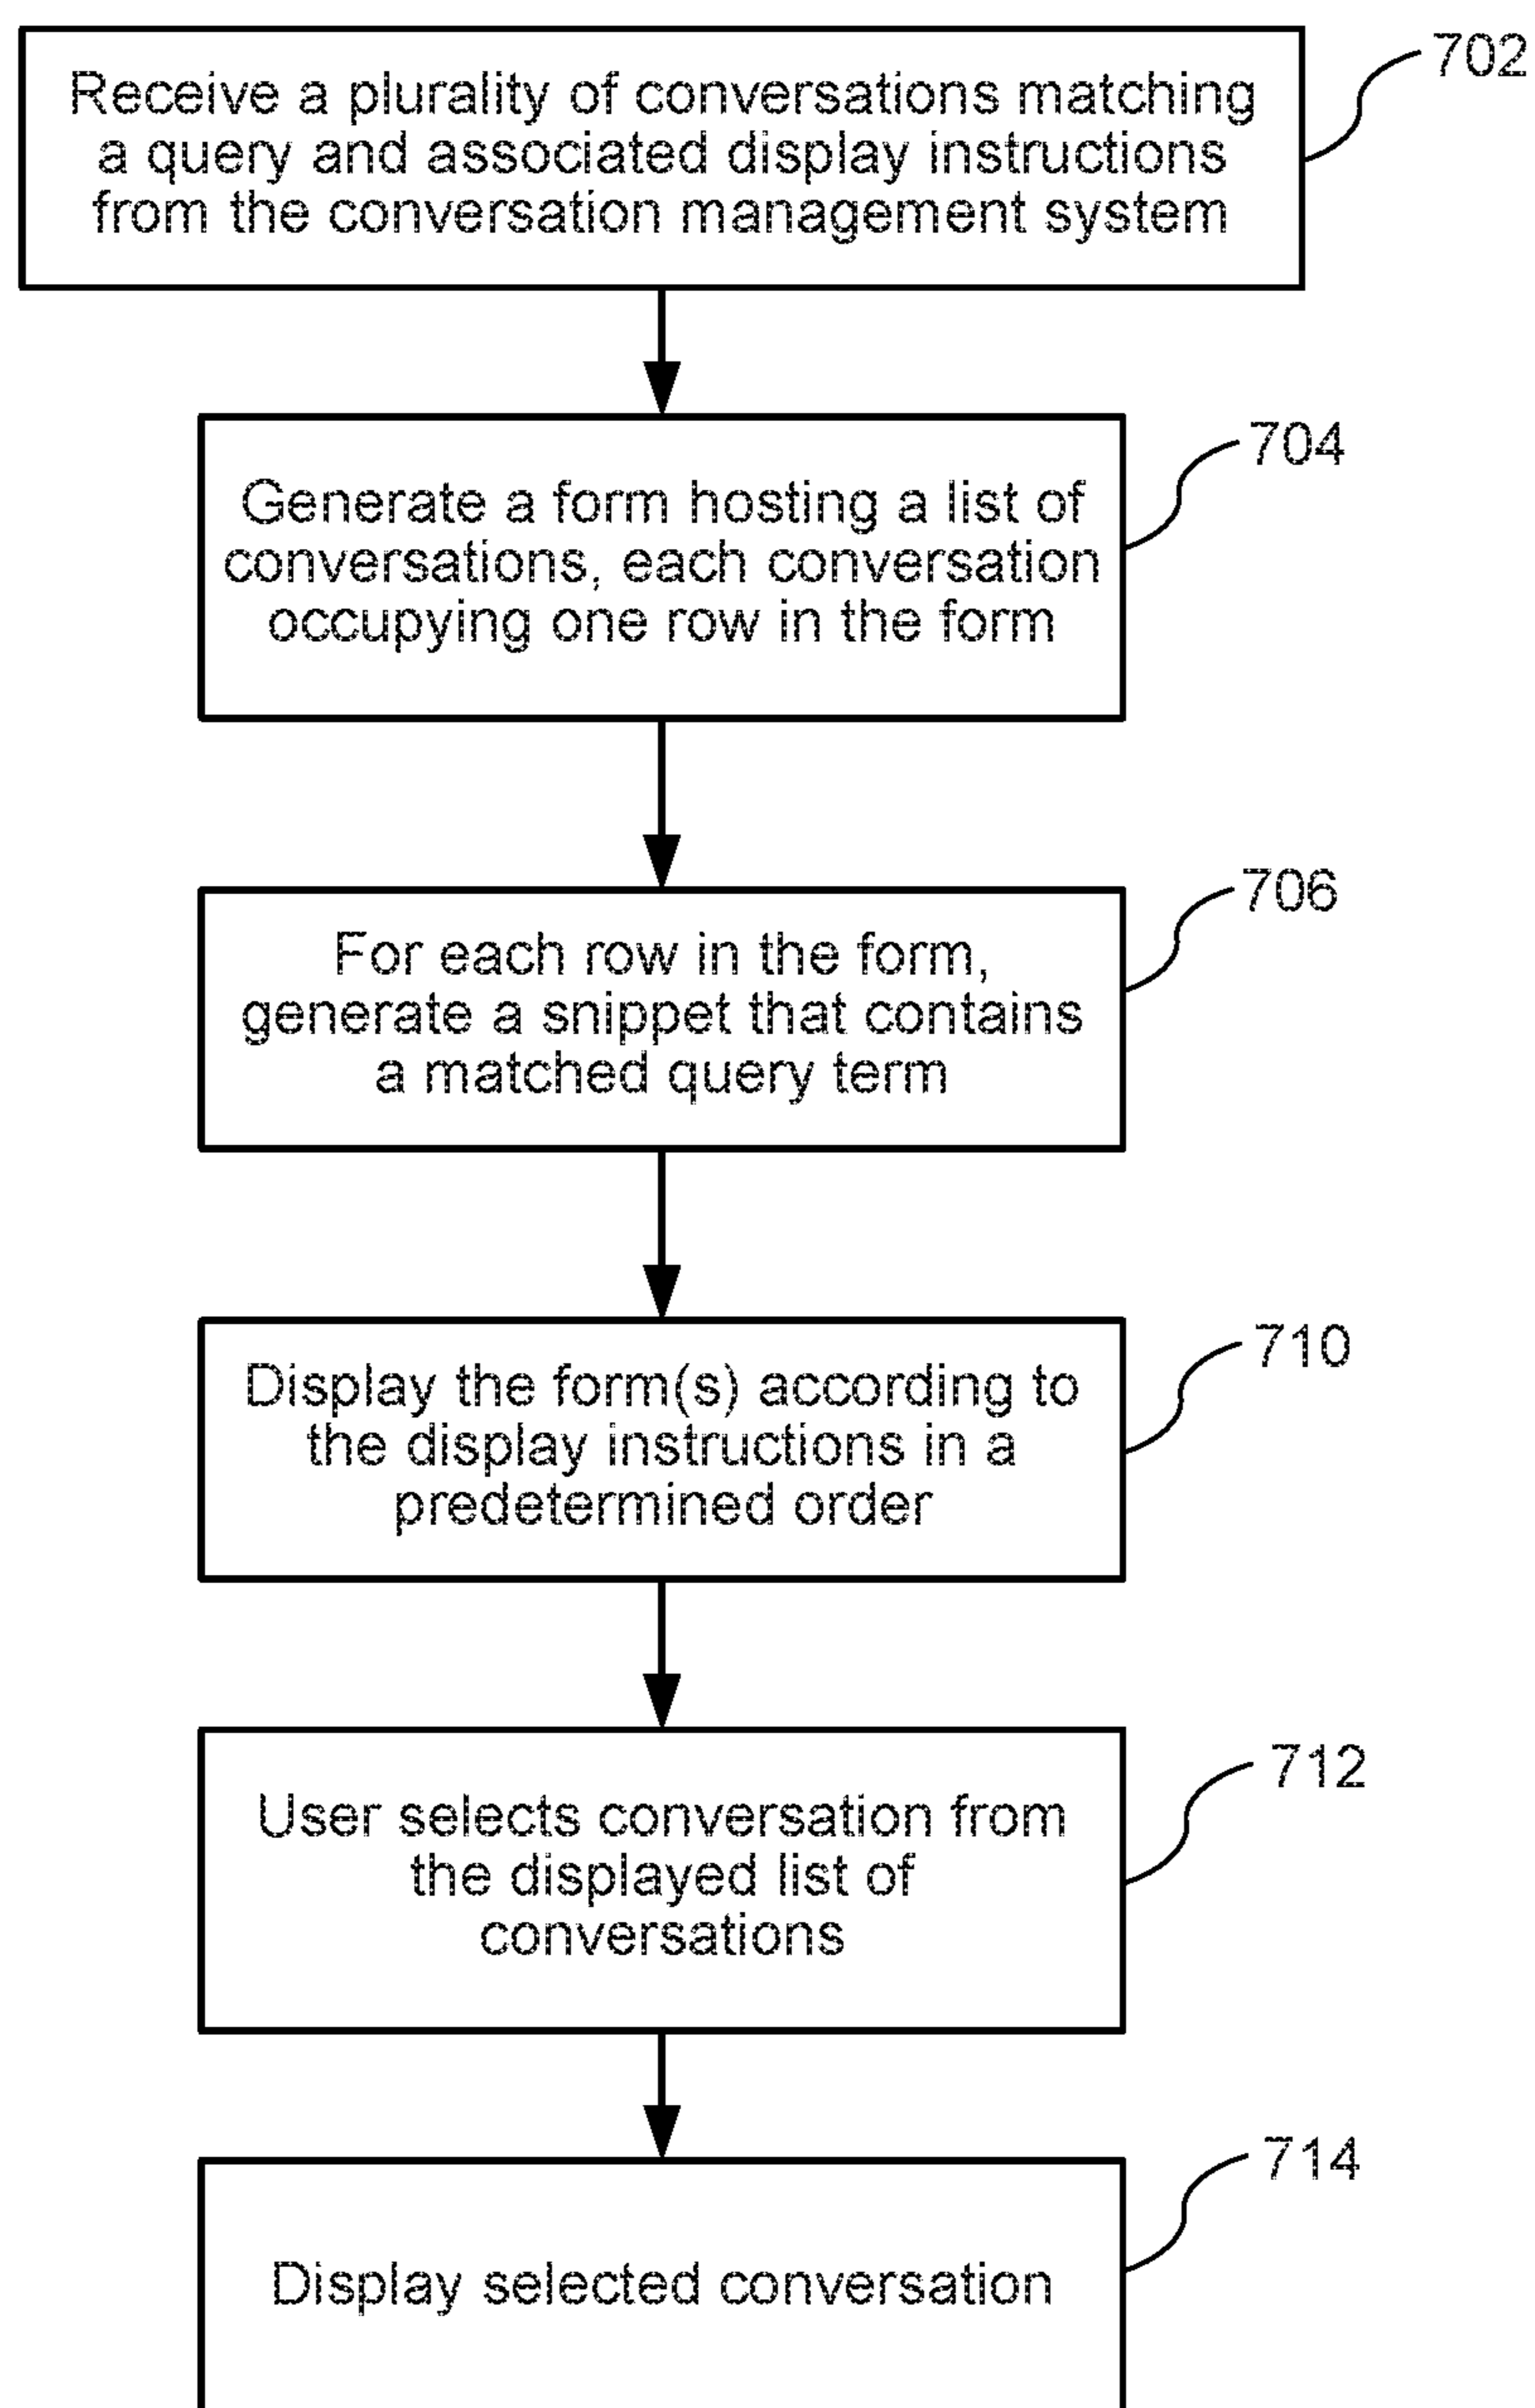 702
Receive a plurality of conversations matching
a query and associated display instructions
from the conversation management system
704
Generate a form hosting a list of
conversations, each conversation
occupying one row in the form
706
For each row in the form,
generate a snippet that contains
a matched query term
710
Display the form(s) according to
the display instructions in a
predetermined order
712
User selects conversation from
the displayed list of
conversations
714
Display selected conversation